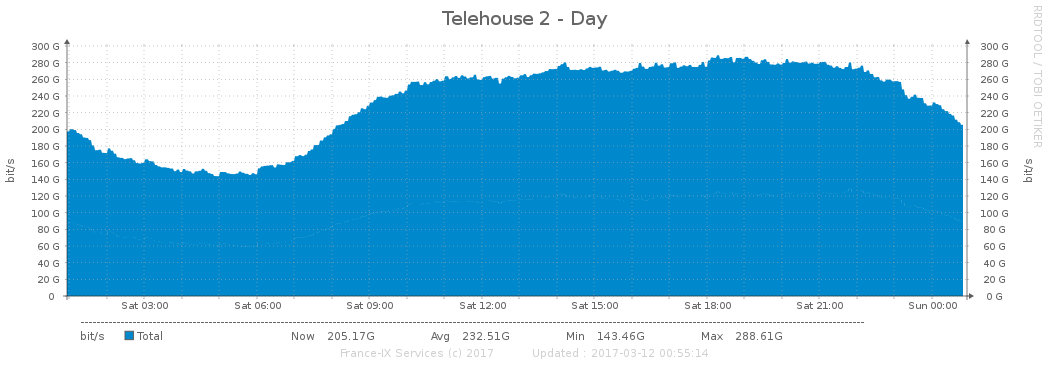 Telehouse 2 - Day
RRDTOOL / TOBI OETIKER
bit/s
300 G
280 G
260 G
240 G
220 G
200 G
180 G
160 G
140 G
120 G
100 G
80 G
60 G
40 G
20 G
0
300 G
280 G
260 G
240 G
220 G
200 G
180 G
160 G
140 G
120 G
100 G
80 G
60 G
40 G
20 G
0 G
bit/s
Sat 03:00 Sat 06:00 Sat 09:00 Sat 12:00 Sat 15:00 Sat 18:00 Sat 21:00 Sun 00:00
bit/s Total Now 205.17G Avg 232.51G Min 143.46G Max 288.61G
France-IX Services (c) 2017 Updated : 2017-03-12 00:55:14